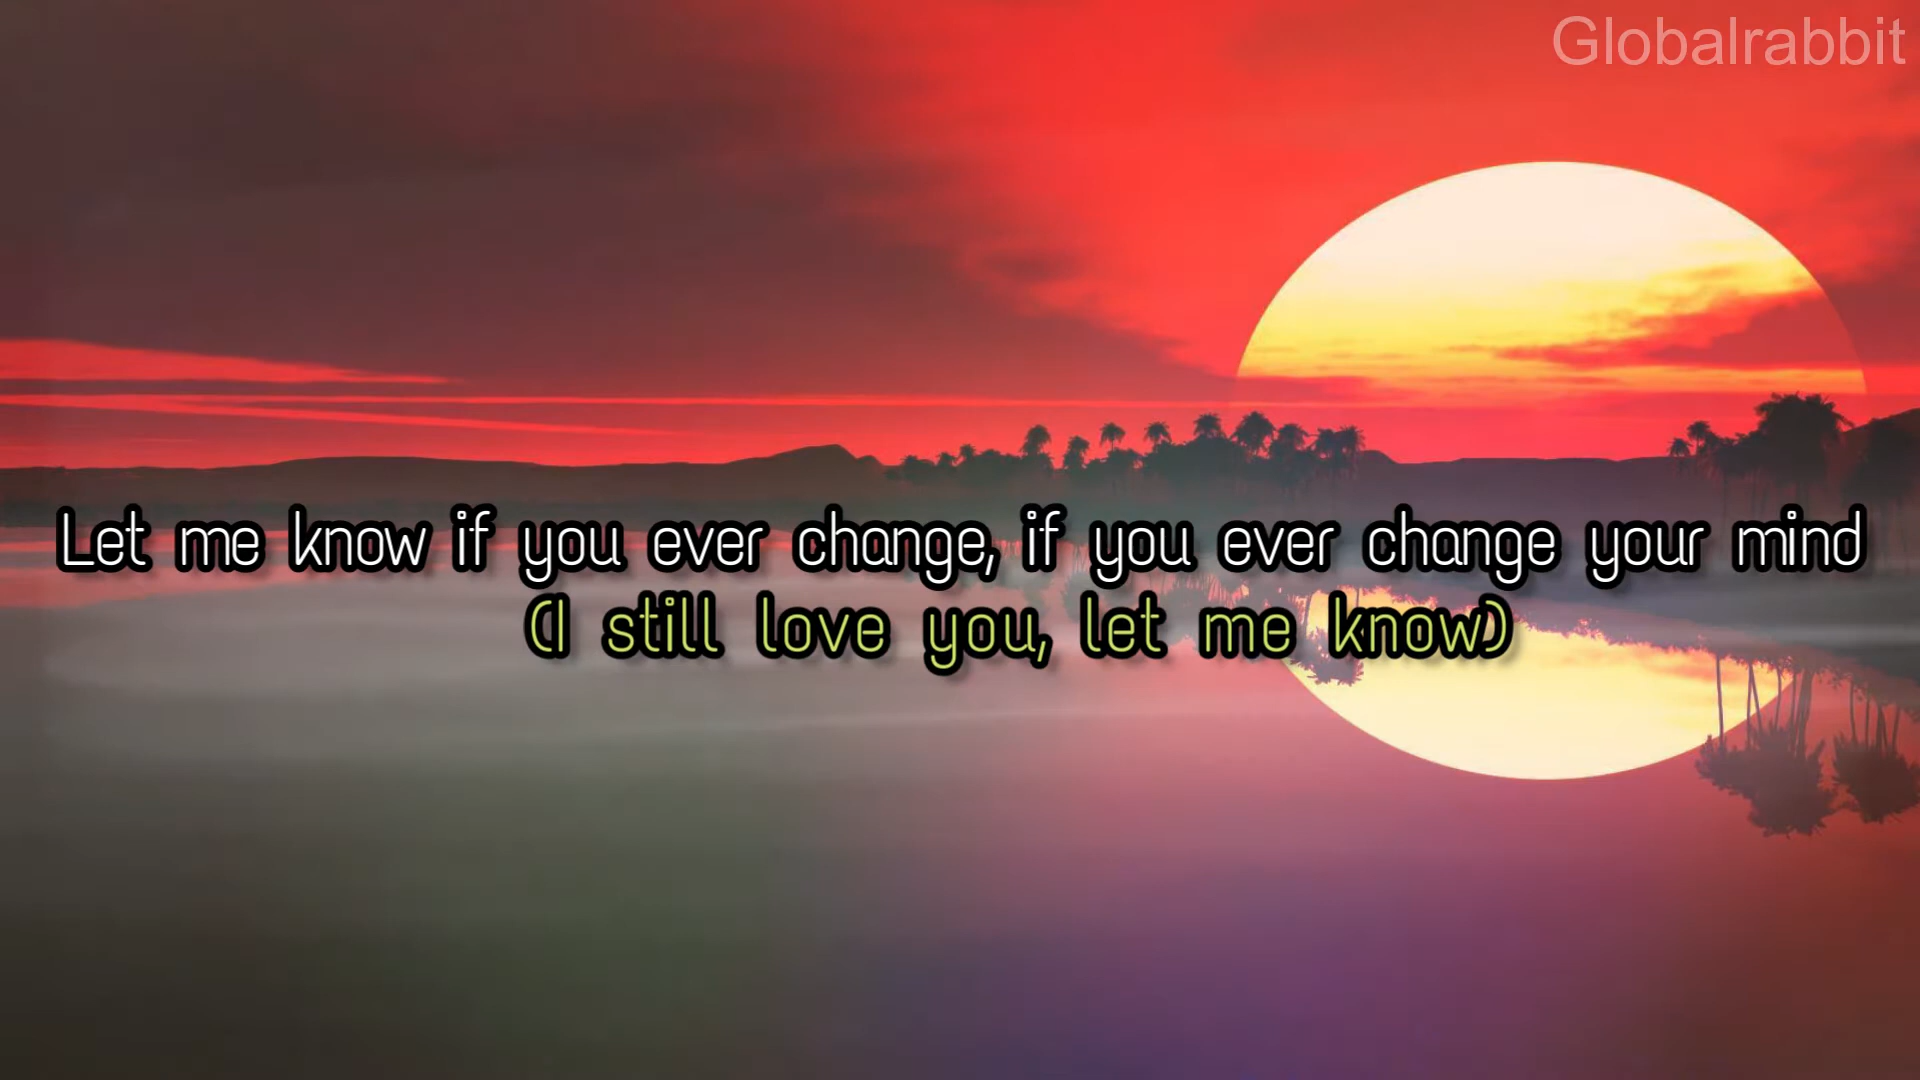 Globalrabbit
Let me know if you ever change, if you ever change your mind
(I still love you, let me know)